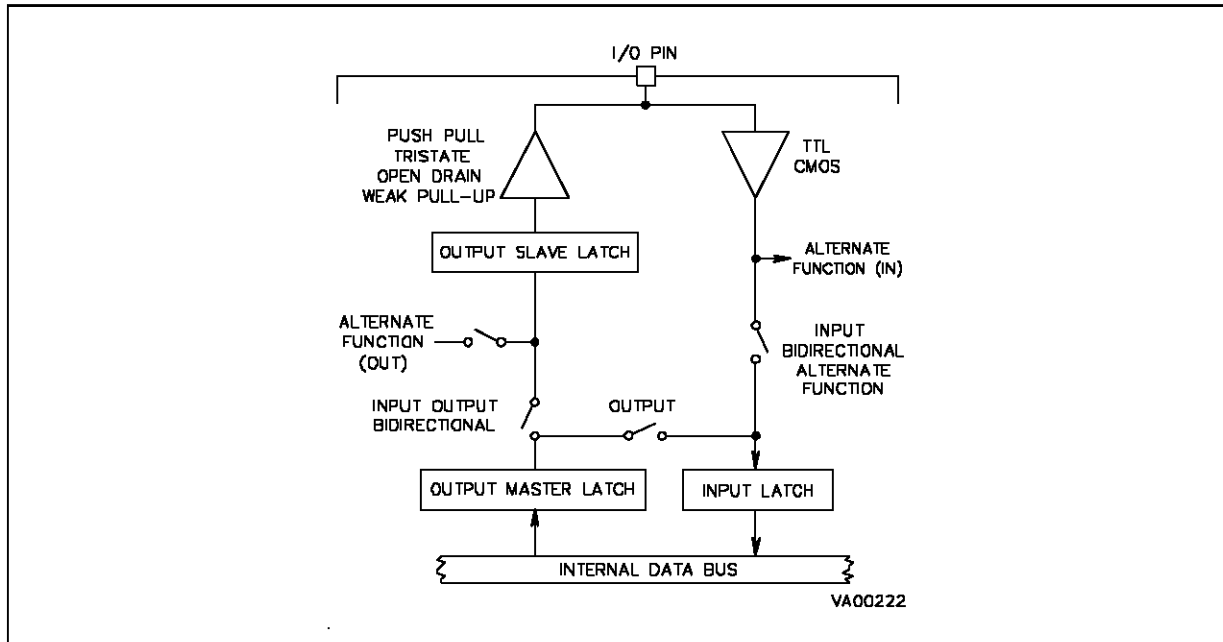 I/O PIN
PUSH PULL
TRISTATE
OPEN DRAIN
WEAK PULL-UP
TTL
CMOS
OUTPUT SLAVE LATCH
ALTERNATE
FUNCTION (IN)
ALTERNATE
FUNCTION
(OUT)
INPUT
BIDIRECTIONAL
ALTERNATE
FUNCTION
INPUT OUTPUT
BIDIRECTIONAL
OUTPUT
OUTPUT MASTER LATCH
INPUT LATCH
INTERNAL DATA BUS
VA00222